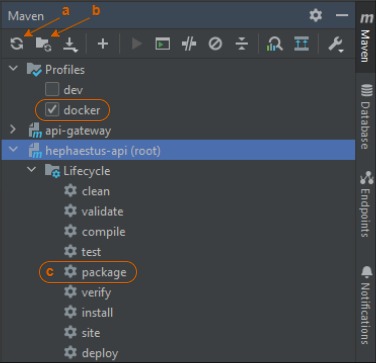 a b
Maven
Profiles
dev
docker
api-gateway
hephaestus-api (root)
Lifecycle
clean
validate
compile
test
c package
verify
install
site
deploy
m Maven
Database
Endpoints
Notifications